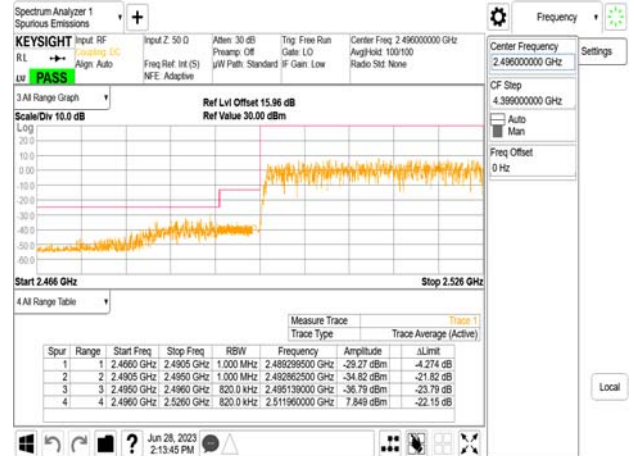 Spectrum Analyzer 1
Spurious Emissions
Frequency
KEYSIGHT
Input: RF
Coupling: DC
Align: Auto
Input Z: 50 Ω
Freq Ref: Int (S)
NFE: Adaptive
Atten: 30 dB
Preamp: Off
µW Path: Standard
Trig: Free Run
Gate: LO
IF Gain: Low
Center Freq: 2.496000000 GHz
Avg|Hold: 100/100
Radio Std: None
RL
LV PASS
Center Frequency
2.496000000 GHz
Settings
CF Step
4.399000000 GHz
Auto
Man
Freq Offset
0 Hz
Local
3 All Range Graph
Scale/Div 10.0 dB
Ref Lvl Offset 15.96 dB
Ref Value 30.00 dBm
Log
20.0
10.0
0.00
-10.0
-20.0
-30.0
-40.0
-50.0
-60.0
Start 2.466 GHz
Stop 2.526 GHz
4 All Range Table
Measure Trace Trace 1
Trace Type Trace Average (Active)
Spur Range Start Freq Stop Freq RBW Frequency Amplitude ΔLimit
1 1 2.4660 GHz 2.4905 GHz 1.000 MHz 2.489299500 GHz -29.27 dBm -4.274 dB
2 2 2.4905 GHz 2.4950 GHz 1.000 MHz 2.492862500 GHz -34.82 dBm -21.82 dB
3 3 2.4950 GHz 2.4960 GHz 820.0 kHz 2.495139000 GHz -36.79 dBm -23.79 dB
4 4 2.4960 GHz 2.5260 GHz 820.0 kHz 2.511960000 GHz 7.849 dBm -22.15 dB
Jun 28, 2023
2:13:45 PM